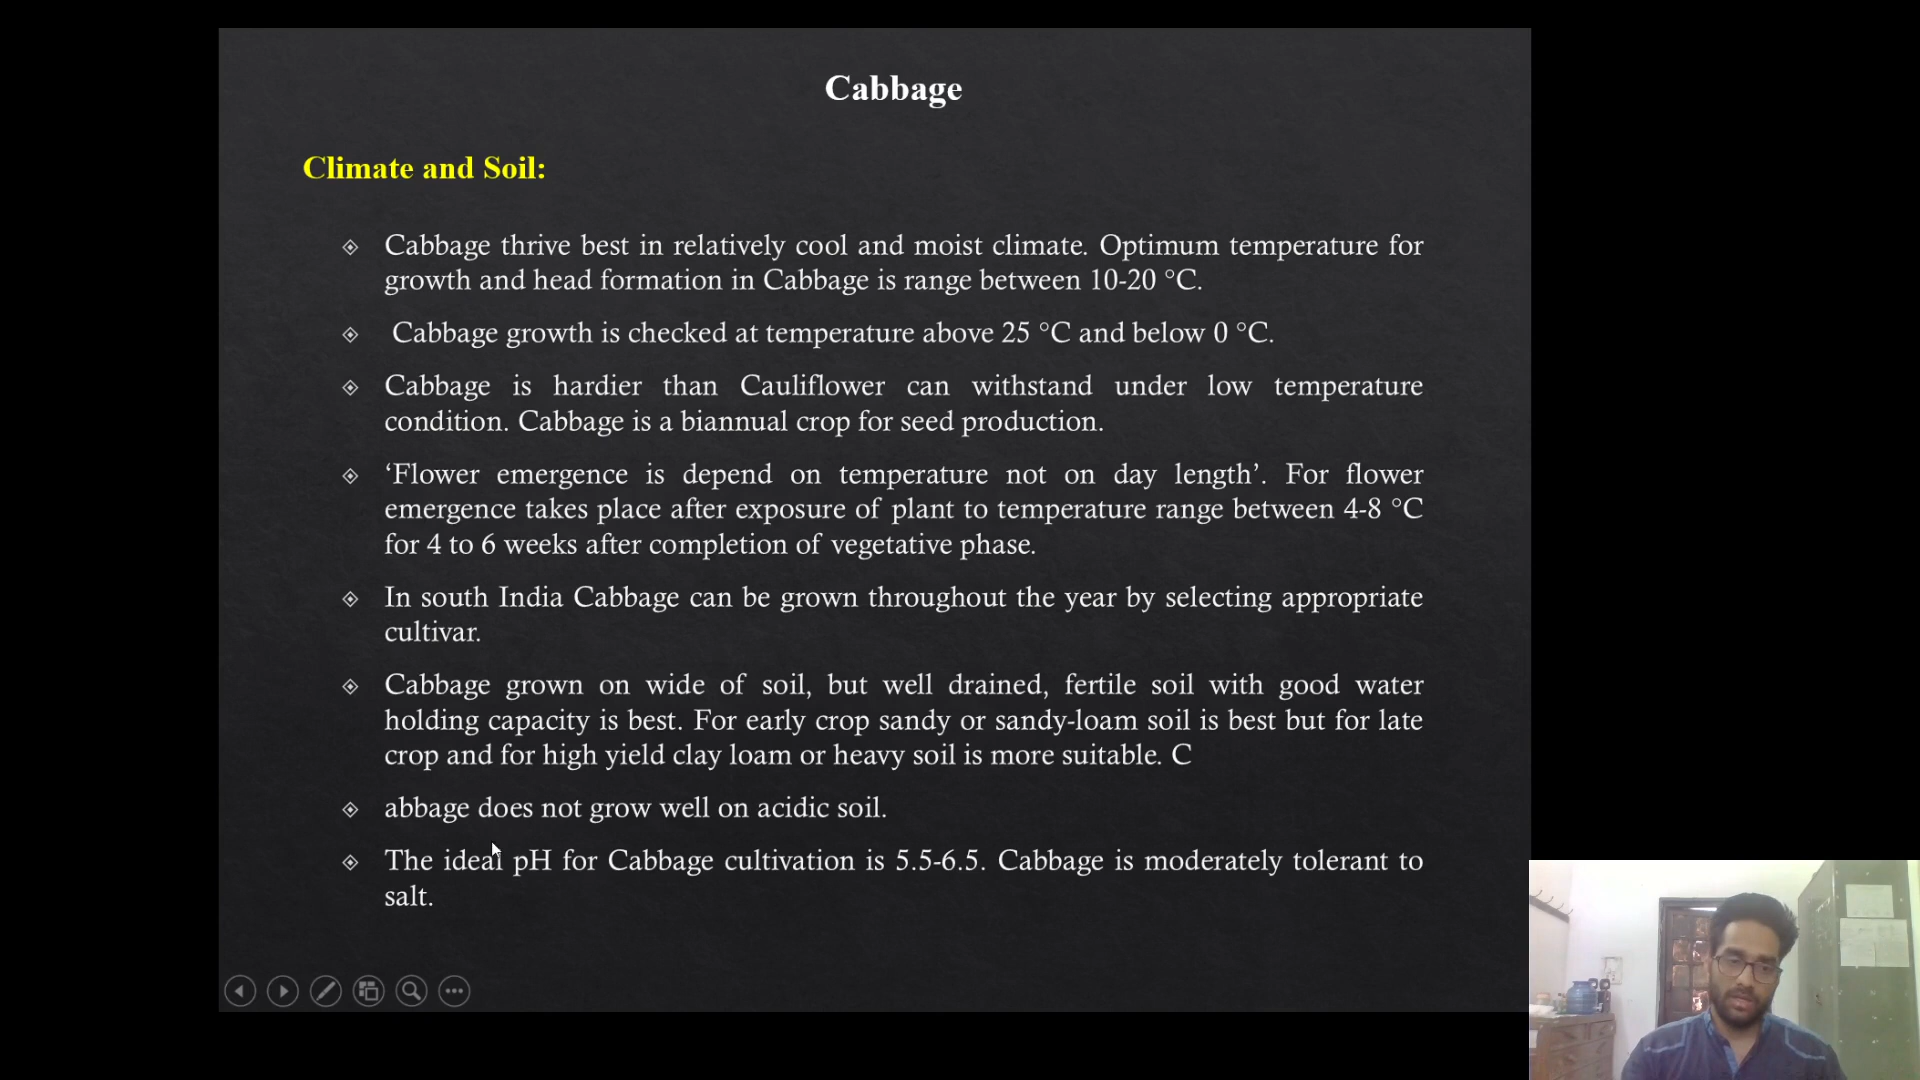 Cabbage
Climate and Soil:
Cabbage thrive best in relatively cool and moist climate. Optimum temperature for
growth and head formation in Cabbage is range between 10-20 °C.
Cabbage growth is checked at temperature above 25 °C and below 0 °C.
Cabbage is hardier than Cauliflower can withstand under low temperature
condition. Cabbage is a biannual crop for seed production.
‘Flower emergence is depend on temperature not on day length’. For flower
emergence takes place after exposure of plant to temperature range between 4-8 °C
for 4 to 6 weeks after completion of vegetative phase.
In south India Cabbage can be grown throughout the year by selecting appropriate
cultivar.
Cabbage grown on wide of soil, but well drained, fertile soil with good water
holding capacity is best. For early crop sandy or sandy-loam soil is best but for late
crop and for high yield clay loam or heavy soil is more suitable. C
abbage does not grow well on acidic soil.
The ideal pH for Cabbage cultivation is 5.5-6.5. Cabbage is moderately tolerant to
salt.